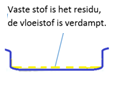 Vaste stof is het residu,
de vloeistof is verdampt.